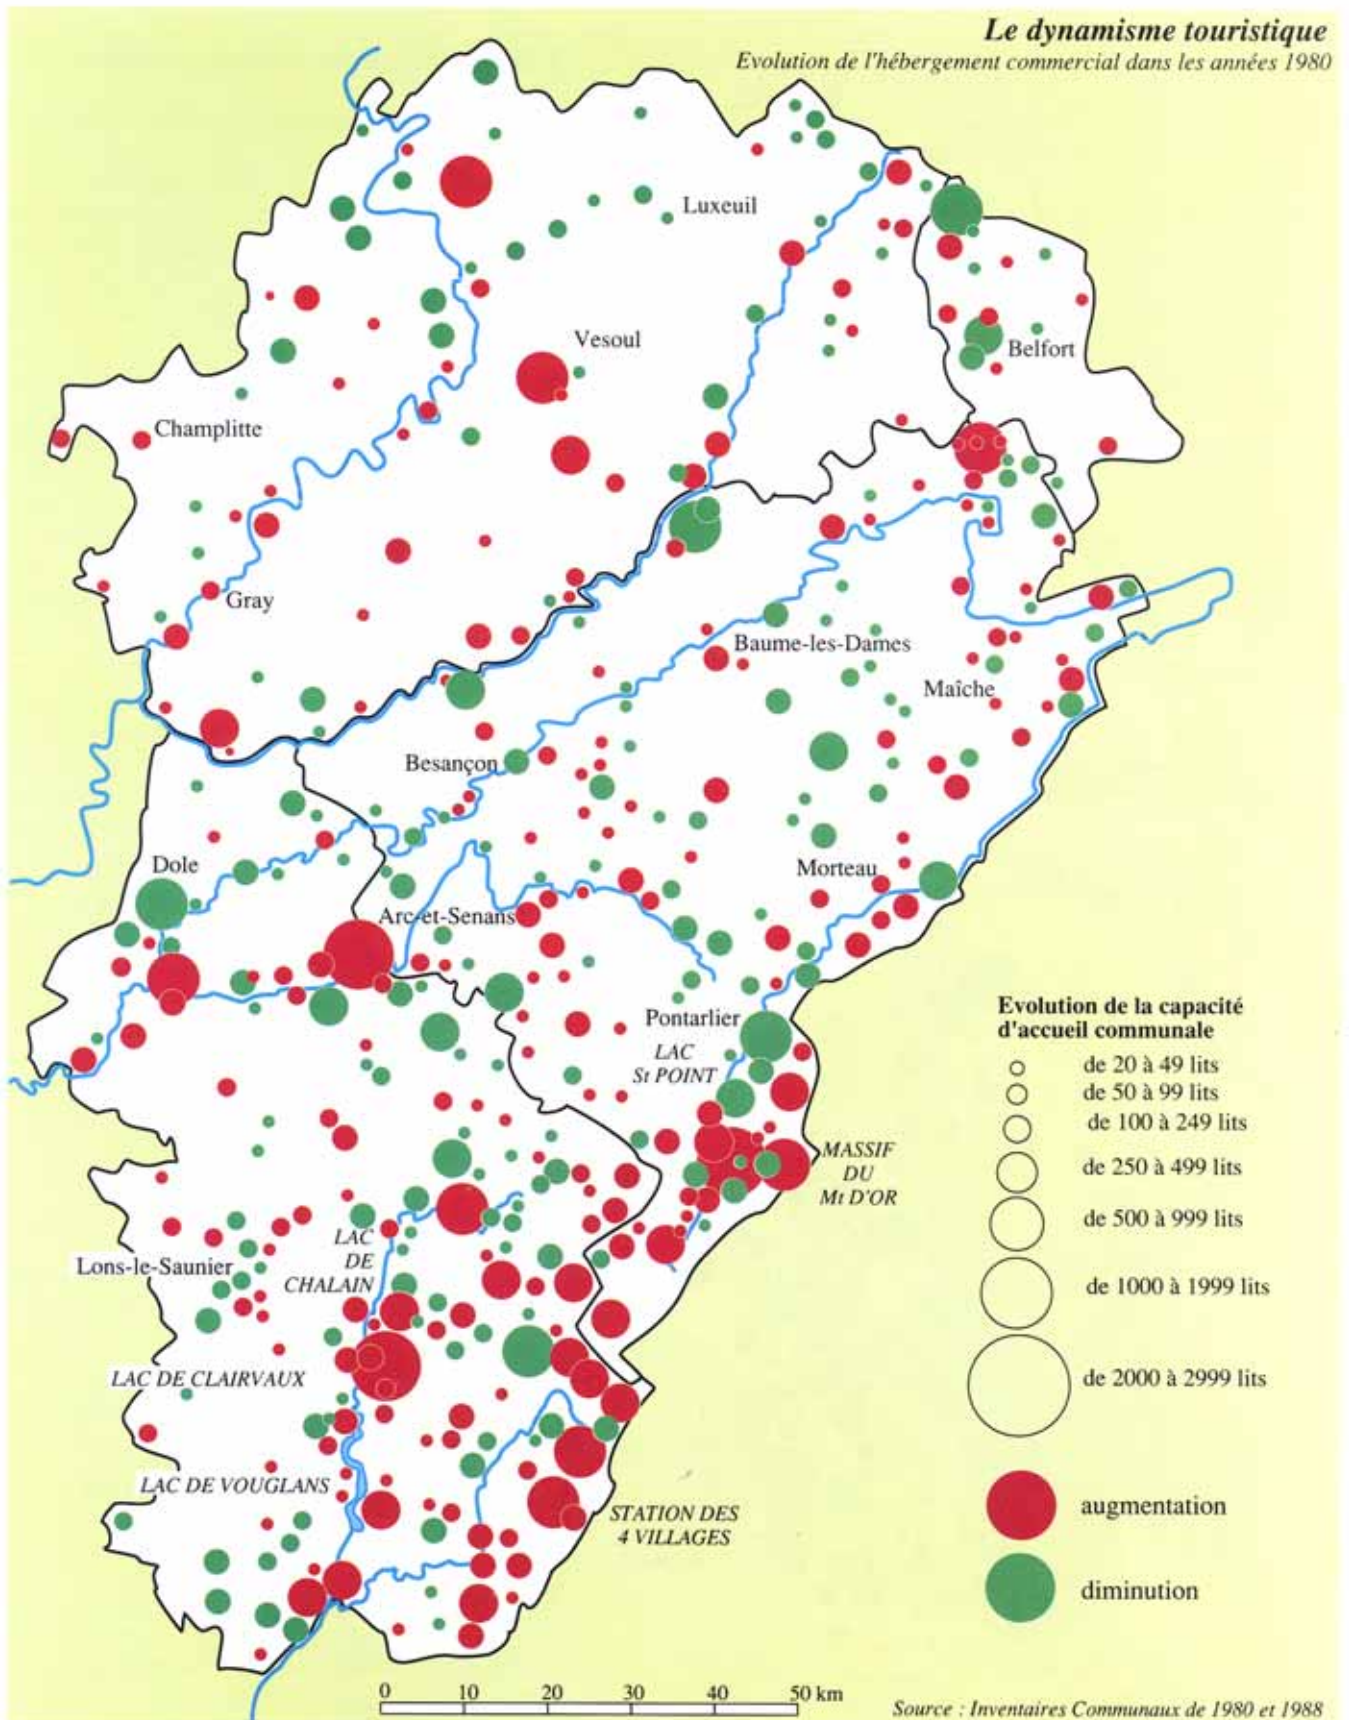 Le dynamisme touristique
Evolution de l'hébergement commercial dans les années 1980
Luxeuil
Vesoul
Belfort
Champlitte
Gray
Baume-les-Dames
Maîche
Besançon
Dole
Morteau
Arc-et-Senans
Pontarlier
LAC
St POINT
MASSIF
DU
Mt D'OR
LAC
DE
CHALAIN
Lons-le-Saunier
LAC DE CLAIRVAUX
LAC DE VOUGLANS
STATION DES
4 VILLAGES
Evolution de la capacité
d'accueil communale
de 20 à 49 lits
de 50 à 99 lits
de 100 à 249 lits
de 250 à 499 lits
de 500 à 999 lits
de 1000 à 1999 lits
de 2000 à 2999 lits
augmentation
diminution
0 10 20 30 40 50 km
Source : Inventaires Communaux de 1980 et 1988